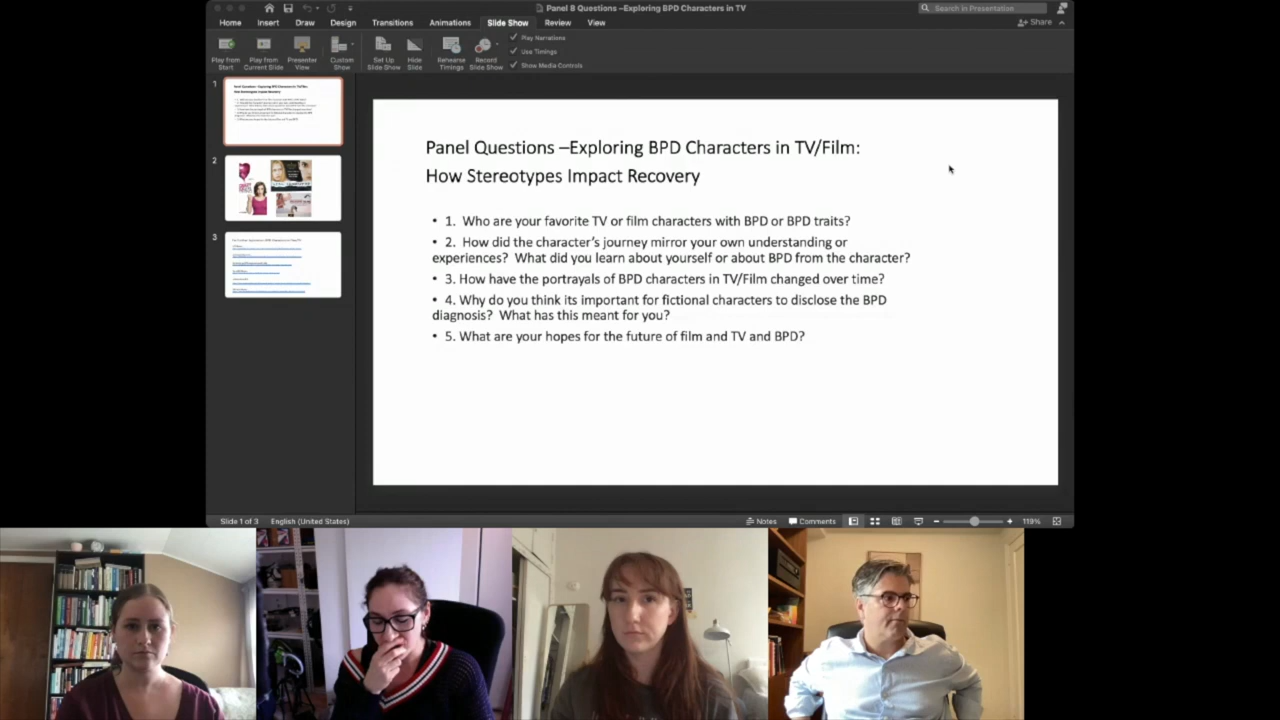 Panel B Questions –Exploring BPD Characters in TV
Search in Presentation
Home Insert Draw Design Transitions Animations Slide Show Review View
Share
Play from Start
Play from Current Slide
Presenter View
Custom Show
Set Up Slide Show
Hide Slide
Rehearse Timings
Record Slide Show
Play Narrations
Use Timings
Show Media Controls
1
2
3
Panel Questions –Exploring BPD Characters in TV/Film:
How Stereotypes Impact Recovery
• 1. Who are your favorite TV or film characters with BPD or BPD traits?
• 2. How did the character's journey mirror your own understanding or
experiences? What did you learn about yourself or about BPD from the character?
• 3. How have the portrayals of BPD characters in TV/Film changed over time?
• 4. Why do you think its important for fictional characters to disclose the BPD
diagnosis? What has this meant for you?
• 5. What are your hopes for the future of film and TV and BPD?
Slide 1 of 3 English (United States)
Notes Comments 119%